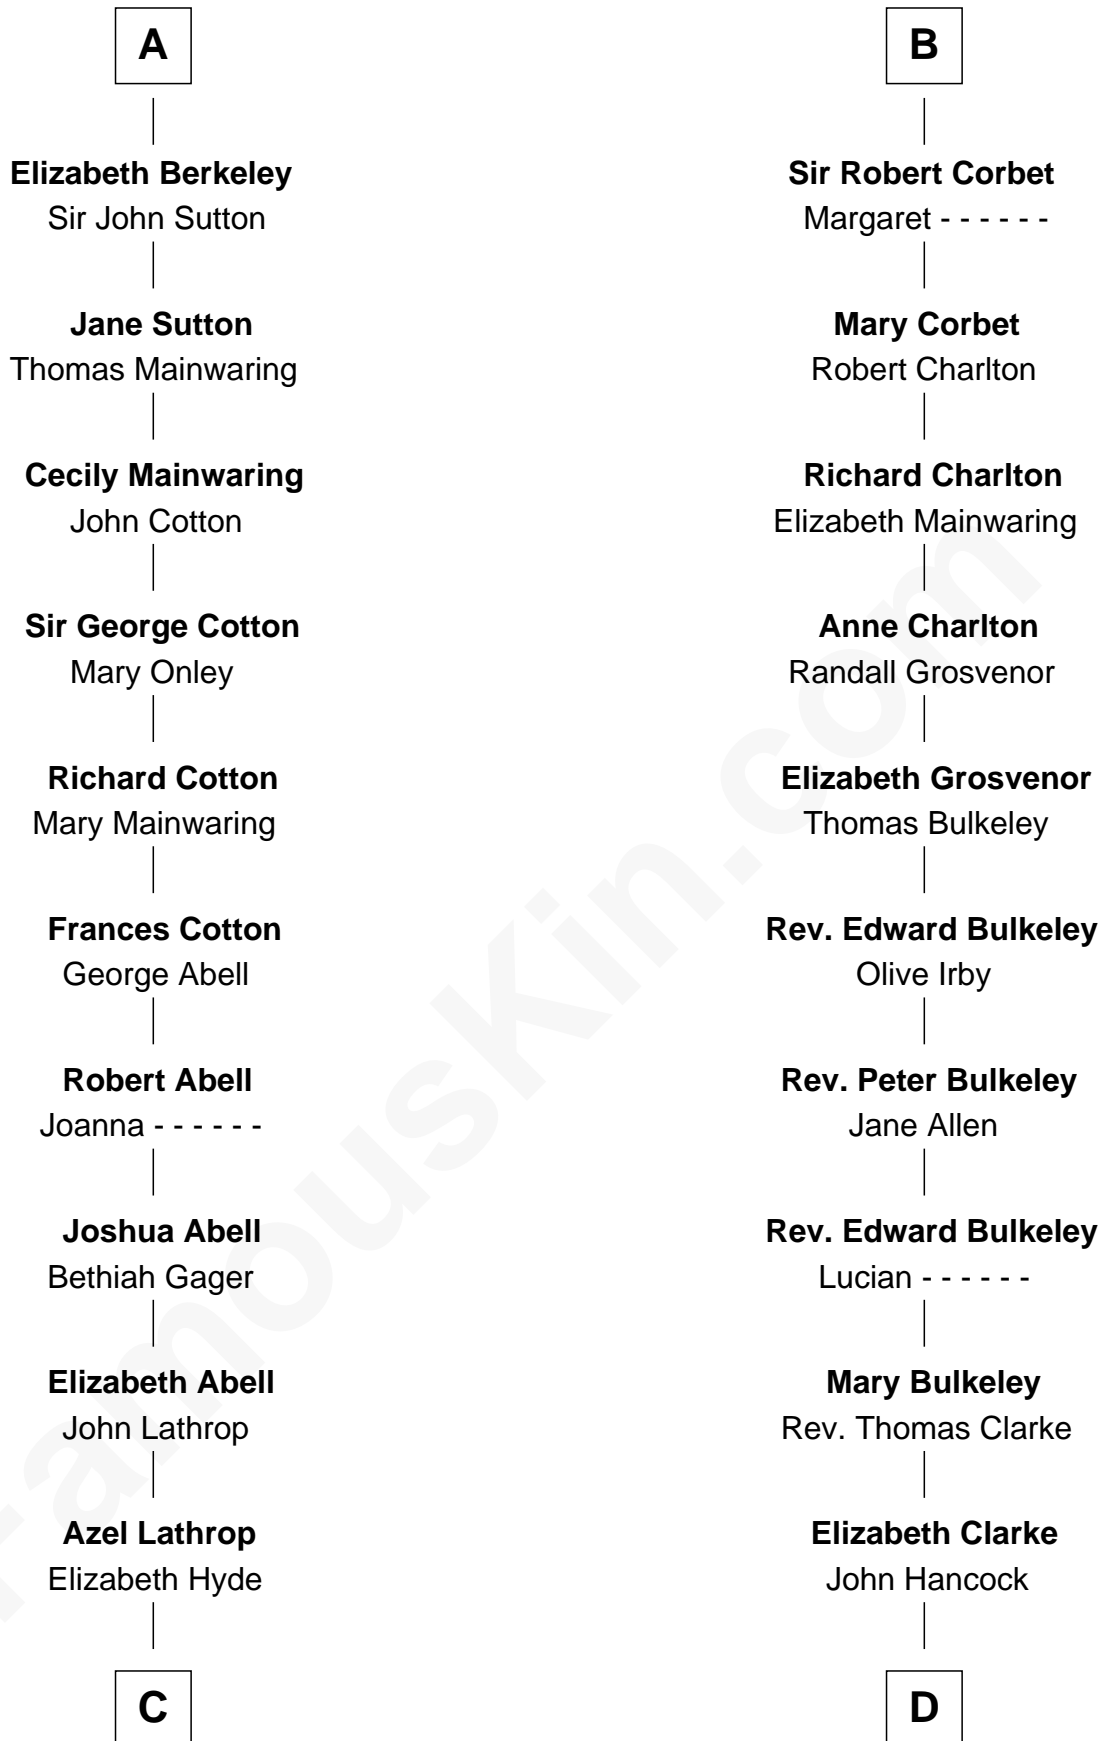 A
Elizabeth Berkeley
Sir John Sutton
Jane Sutton
Thomas Mainwaring
Cecily Mainwaring
John Cotton
Sir George Cotton
Mary Onley
Richard Cotton
Mary Mainwaring
Frances Cotton
George Abell
Robert Abell
Joanna - - - - - -
Joshua Abell
Bethiah Gager
Elizabeth Abell
John Lathrop
Azel Lathrop
Elizabeth Hyde
C
B
Sir Robert Corbet
Margaret - - - - - -
Mary Corbet
Robert Charlton
Richard Charlton
Elizabeth Mainwaring
Anne Charlton
Randall Grosvenor
Elizabeth Grosvenor
Thomas Bulkeley
Rev. Edward Bulkeley
Olive Irby
Rev. Peter Bulkeley
Jane Allen
Rev. Edward Bulkeley
Lucian - - - - - -
Mary Bulkeley
Rev. Thomas Clarke
Elizabeth Clarke
John Hancock
D
FamousKin.com